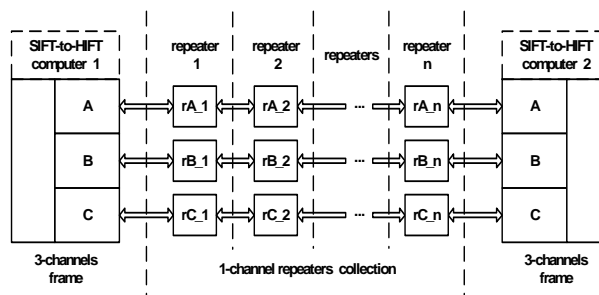 SIFT-to-HIFT
computer 1
repeater
1
repeater
2
repeaters
repeater
n
SIFT-to-HIFT
computer 2
A rA_1 rA_2 ... rA_n A
B rB_1 rB_2 ... rB_n B
C rC_1 rC_2 ... rC_n C
3-channels
frame
1-channel repeaters collection
3-channels
frame